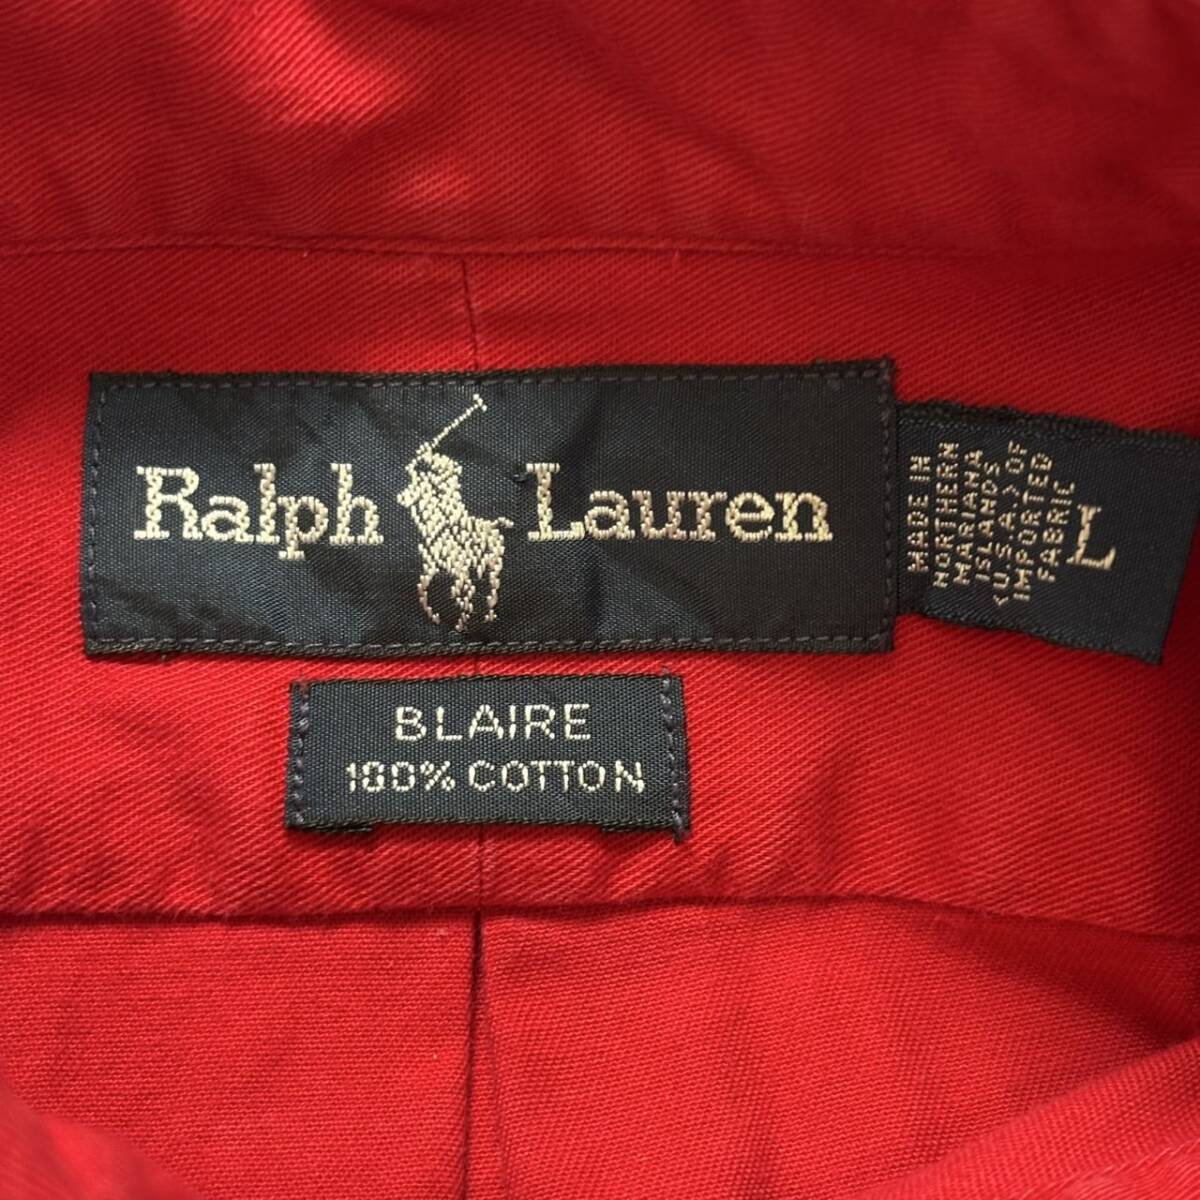 Ralph Lauren
BLAIRE
100% COTTON
MADE IN
NORTHERN
MARIANA
ISLANDS
(U.S.A.) OF
IMPORTED
FABRIC
L